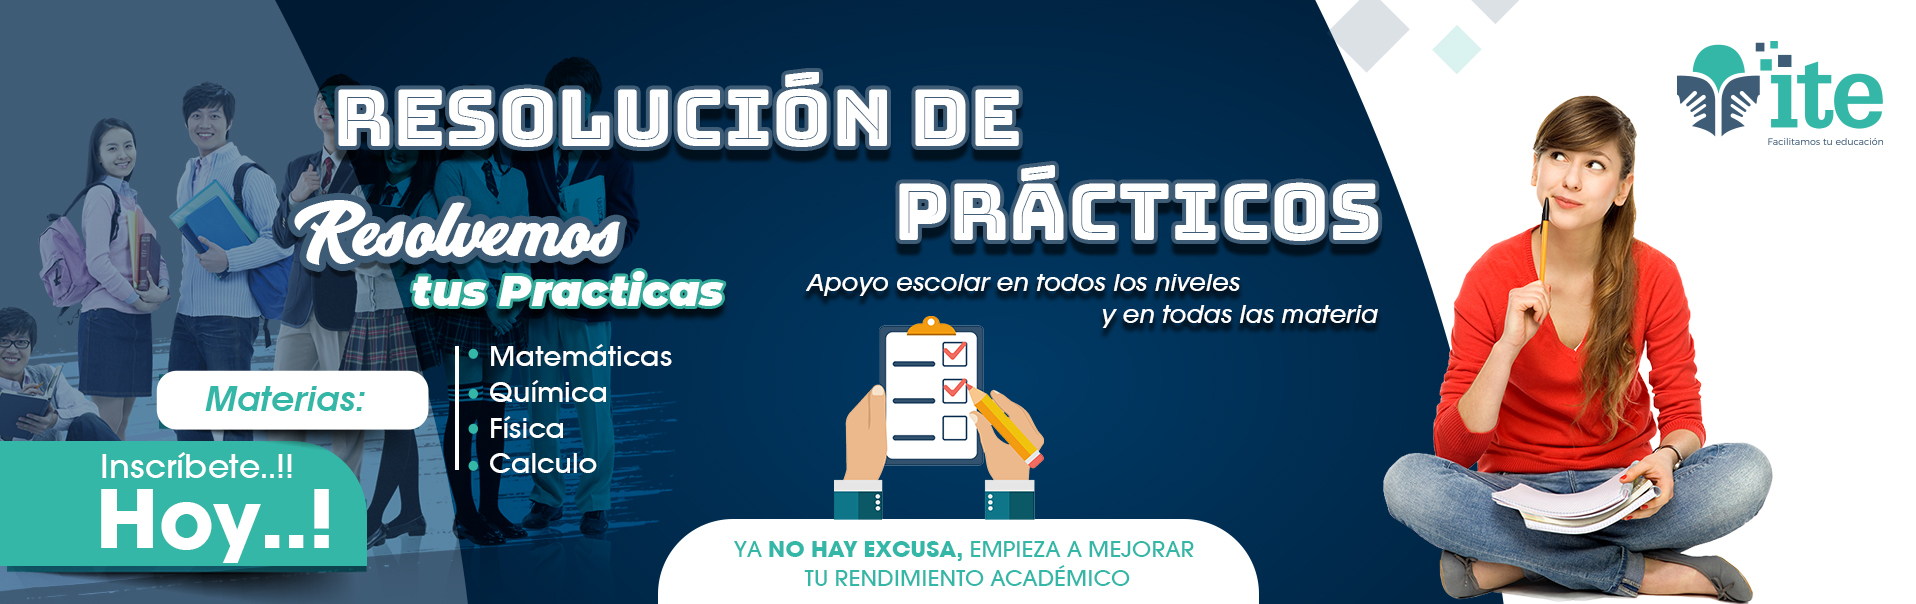 RESOLUCIÓN DE
PRÁCTICOS
Resolvemos
tus Practicas
Apoyo escolar en todos los niveles
y en todas las materia
Materias:
Matemáticas
Química
Física
Calculo
Inscríbete..!!
Hoy..!
YA NO HAY EXCUSA, EMPIEZA A MEJORAR
TU RENDIMIENTO ACADÉMICO
ite
Facilitamos tu educación